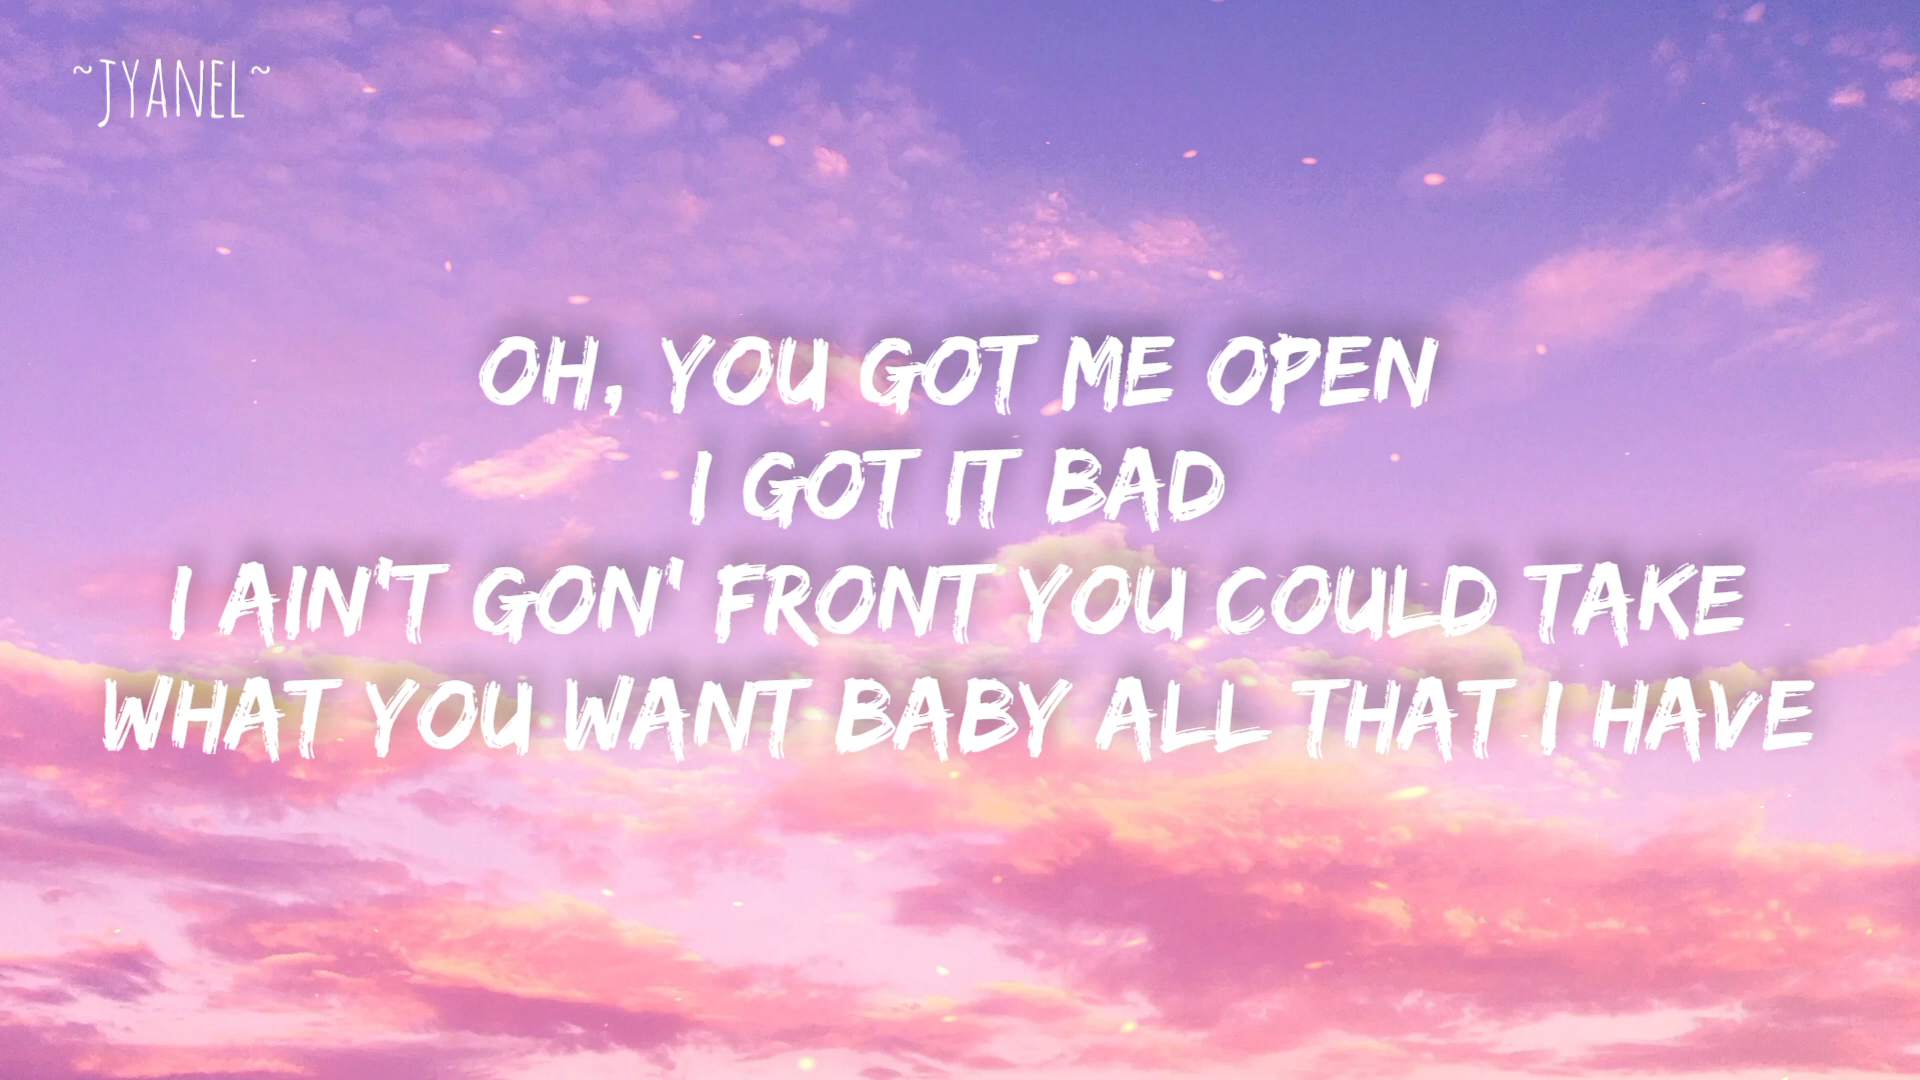 ~JYANEL~
OH, YOU GOT ME OPEN
I GOT IT BAD
I AIN'T GON' FRONT YOU COULD TAKE
WHAT YOU WANT BABY ALL THAT I HAVE